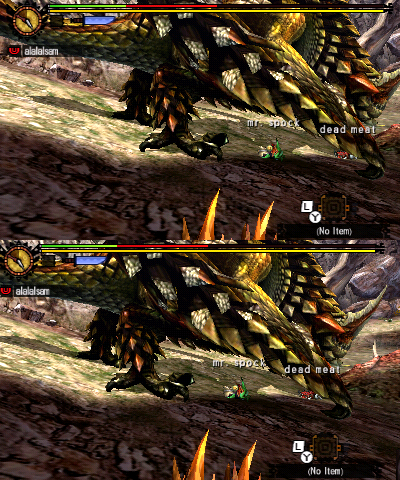 alalalsam
mr. spock
dead meat
L
Y
(No Item)
alalalsam
mr. spock
dead meat
L
Y
(No Item)